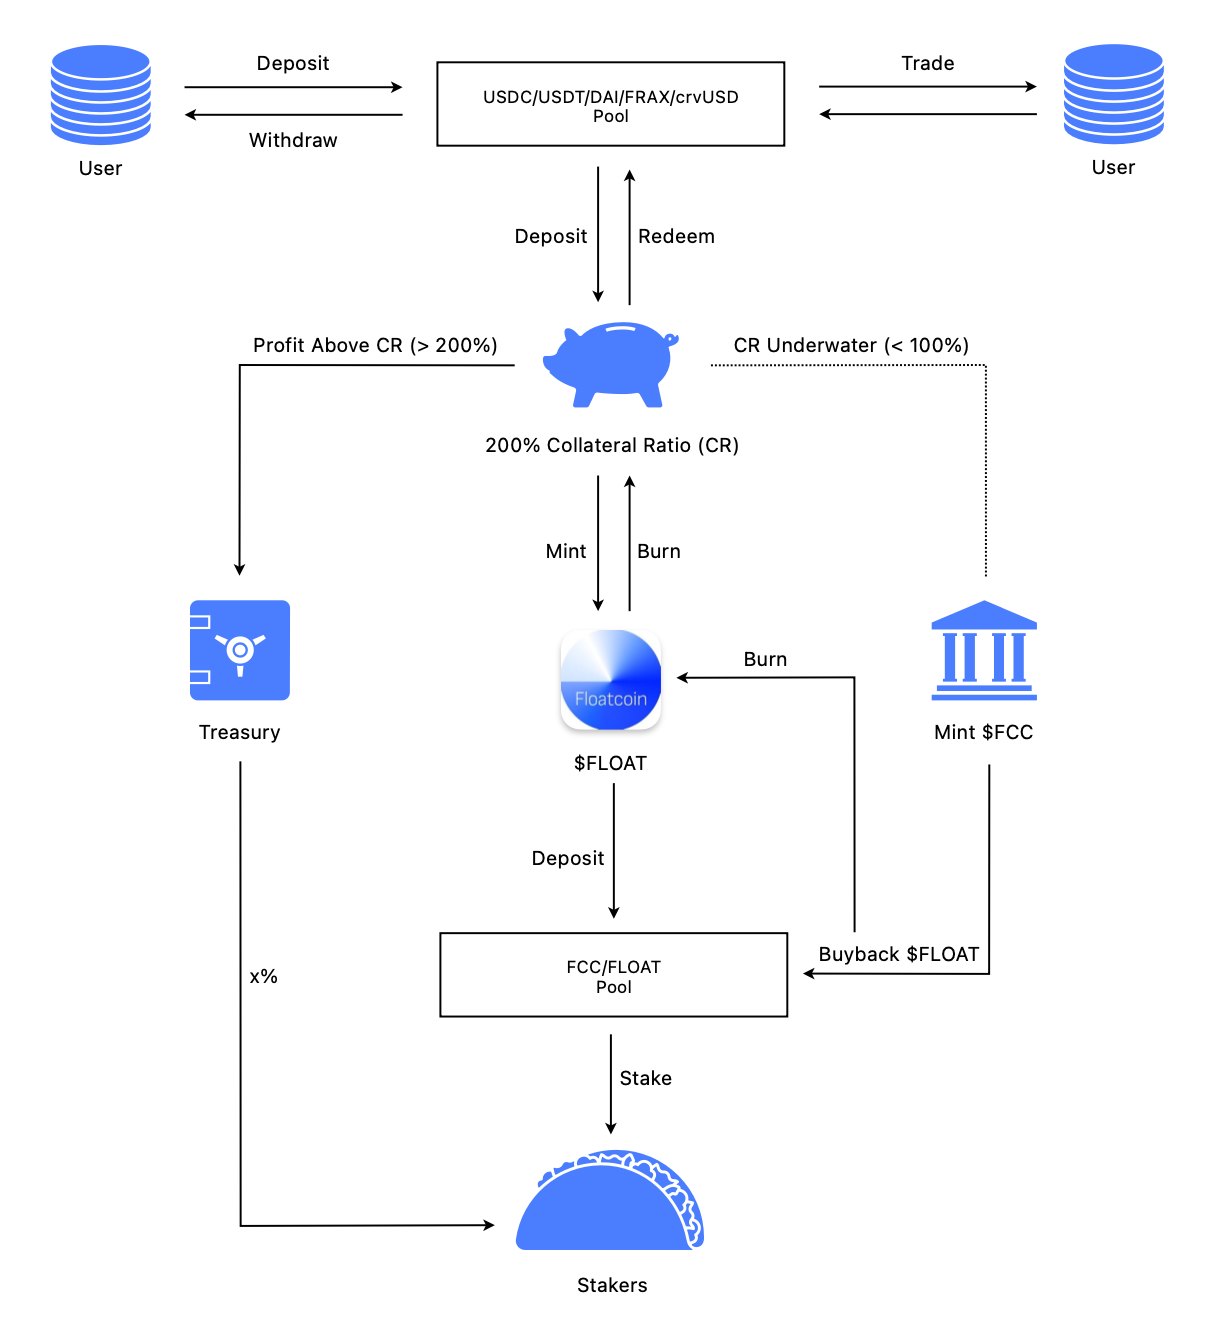 Deposit
Trade
USDC/USDT/DAI/FRAX/crvUSD
Pool
Withdraw
User
User
Deposit
Redeem
Profit Above CR (> 200%)
CR Underwater (< 100%)
200% Collateral Ratio (CR)
Mint
Burn
Floatcoin
Burn
Treasury
Mint $FCC
$FLOAT
Deposit
Buyback $FLOAT
FCC/FLOAT
Pool
x%
Stake
Stakers